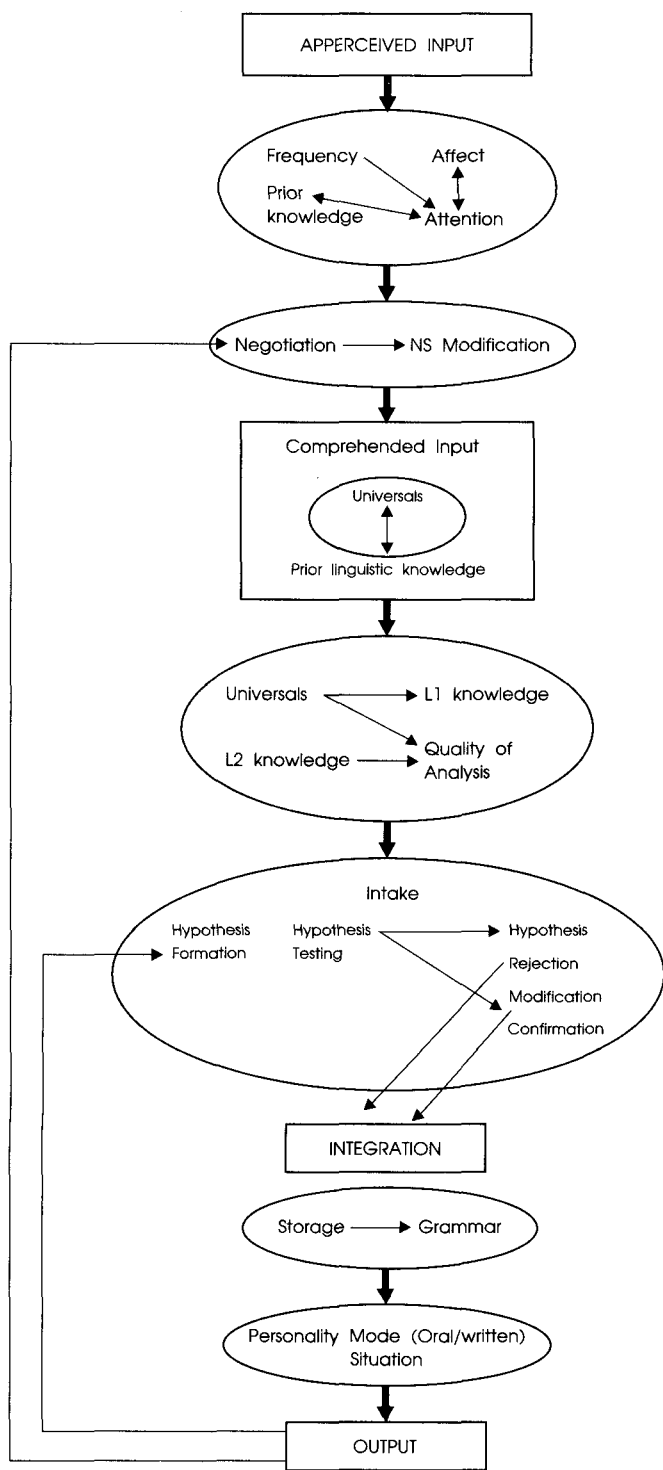 APPERCEIVED INPUT
Frequency Affect
Prior
knowledge Attention
Negotiation NS Modification
Comprehended Input
Universals
Prior linguistic knowledge
Universals L1 knowledge
L2 knowledge Quality of
Analysis
Intake
Hypothesis Hypothesis Hypothesis
Formation Testing
Rejection
Modification
Confirmation
INTEGRATION
Storage Grammar
Personality Mode (Oral/written)
Situation
OUTPUT